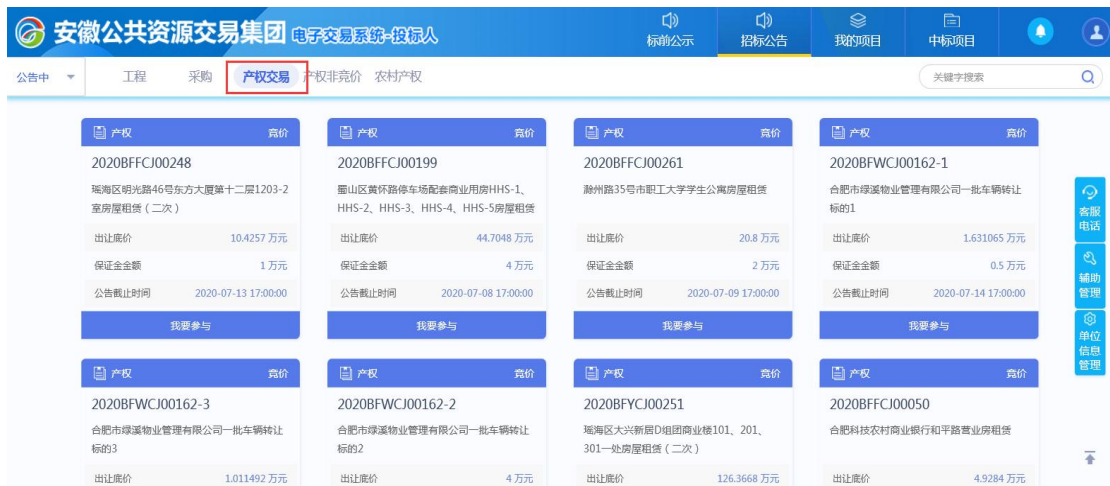 安徽公共资源交易集团 电子交易系统-投标人
标前公示 招标公告 我的项目 中标项目
公告中 工程 采购 产权交易 产权非竞价 农村产权 关键字搜索
产权 竞价 产权 竞价 产权 竞价 产权 竞价
2020BFFCJ00248 2020BFFCJ00199 2020BFFCJ00261 2020BFWCJ00162-1
瑶海区明光路46号东方大厦第十二层1203-2 蜀山区黄怀路停车场配套商业用房HHS-1、 滁州路35号市职工大学学生公寓房屋租赁 合肥市绿溪物业管理有限公司一批车辆转让
室房屋租赁（二次） HHS-2、HHS-3、HHS-4、HHS-5房屋租赁 标的1
出让底价 10.4257 万元 出让底价 44.7048 万元 出让底价 20.8 万元 出让底价 1.631065 万元
保证金金额 1 万元 保证金金额 4 万元 保证金金额 2 万元 保证金金额 0.5 万元
公告截止时间 2020-07-13 17:00:00 公告截止时间 2020-07-08 17:00:00 公告截止时间 2020-07-09 17:00:00 公告截止时间 2020-07-14 17:00:00
我要参与 我要参与 我要参与 我要参与
产权 竞价 产权 竞价 产权 竞价 产权 竞价
2020BFWCJ00162-3 2020BFWCJ00162-2 2020BFYCJ00251 2020BFFCJ00050
合肥市绿溪物业管理有限公司一批车辆转让 合肥市绿溪物业管理有限公司一批车辆转让 瑶海区大兴新居D组团商业楼101、201、 合肥科技农村商业银行和平路营业房租赁
标的3 标的2 301一处房屋租赁（二次）
出让底价 1.011492 万元 出让底价 4 万元 出让底价 126.3668 万元 出让底价 4.9284 万元
客服
电话
辅助
管理
单位
信息
管理